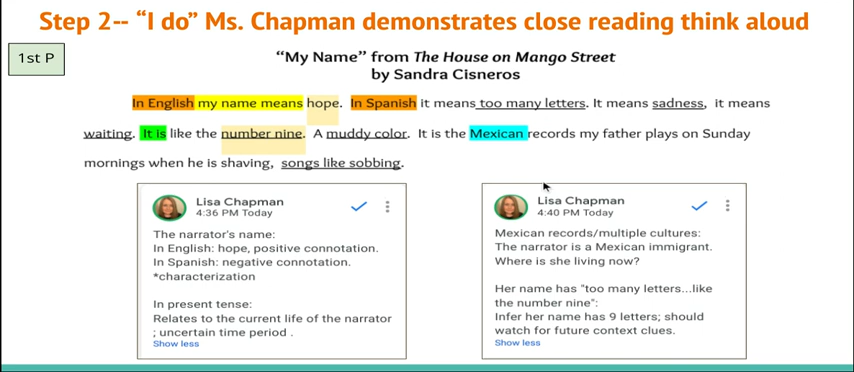 Step 2-- “I do” Ms. Chapman demonstrates close reading think aloud
1st P
“My Name” from The House on Mango Street
by Sandra Cisneros
In English my name means hope. In Spanish it means too many letters. It means sadness, it means
waiting. It is like the number nine. A muddy color. It is the Mexican records my father plays on Sunday
mornings when he is shaving, songs like sobbing.
Lisa Chapman
4:36 PM Today
The narrator's name:
In English: hope, positive connotation.
In Spanish: negative connotation.
*characterization
In present tense:
Relates to the current life of the narrator
; uncertain time period .
Show less
Lisa Chapman
4:40 PM Today
Mexican records/multiple cultures:
The narrator is a Mexican immigrant.
Where is she living now?
Her name has "too many letters...like
the number nine":
Infer her name has 9 letters; should
watch for future context clues.
Show less